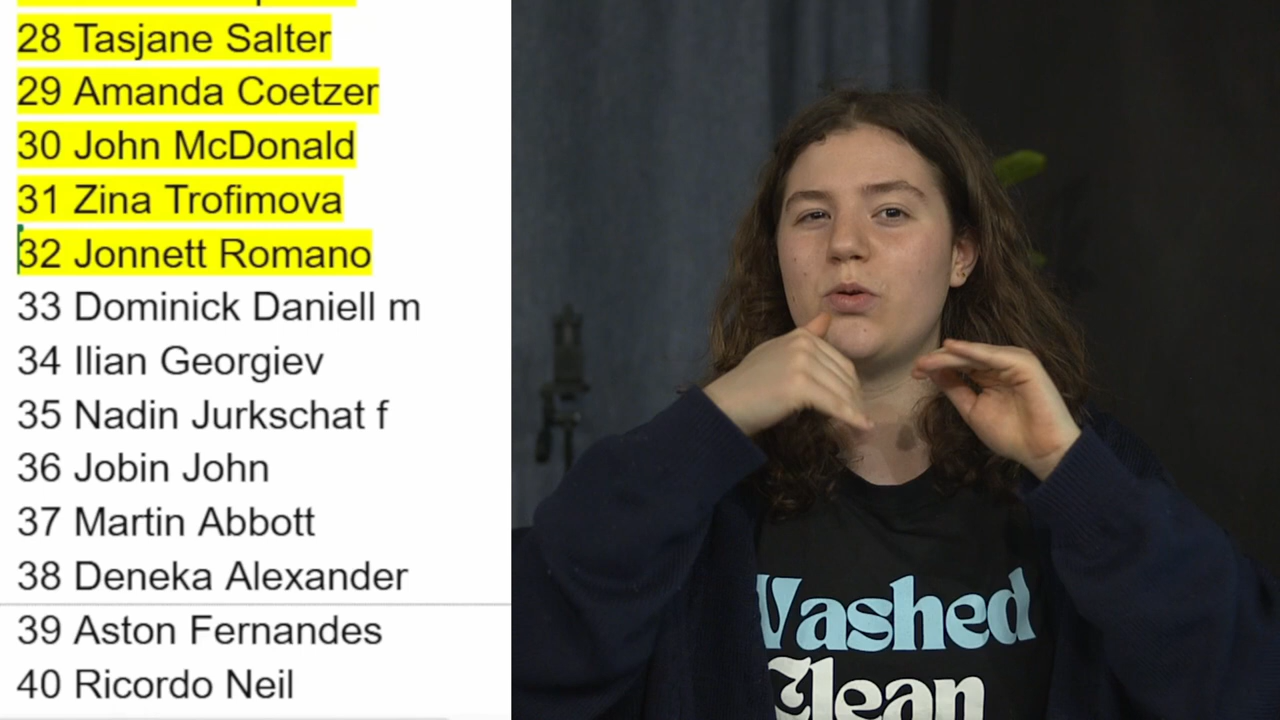 28 Tasjane Salter
29 Amanda Coetzer
30 John McDonald
31 Zina Trofimova
32 Jonnett Romano
33 Dominick Daniell m
34 Ilian Georgiev
35 Nadin Jurkschat f
36 Jobin John
37 Martin Abbott
38 Deneka Alexander
39 Aston Fernandes
40 Ricordo Neil
Washed
Clean